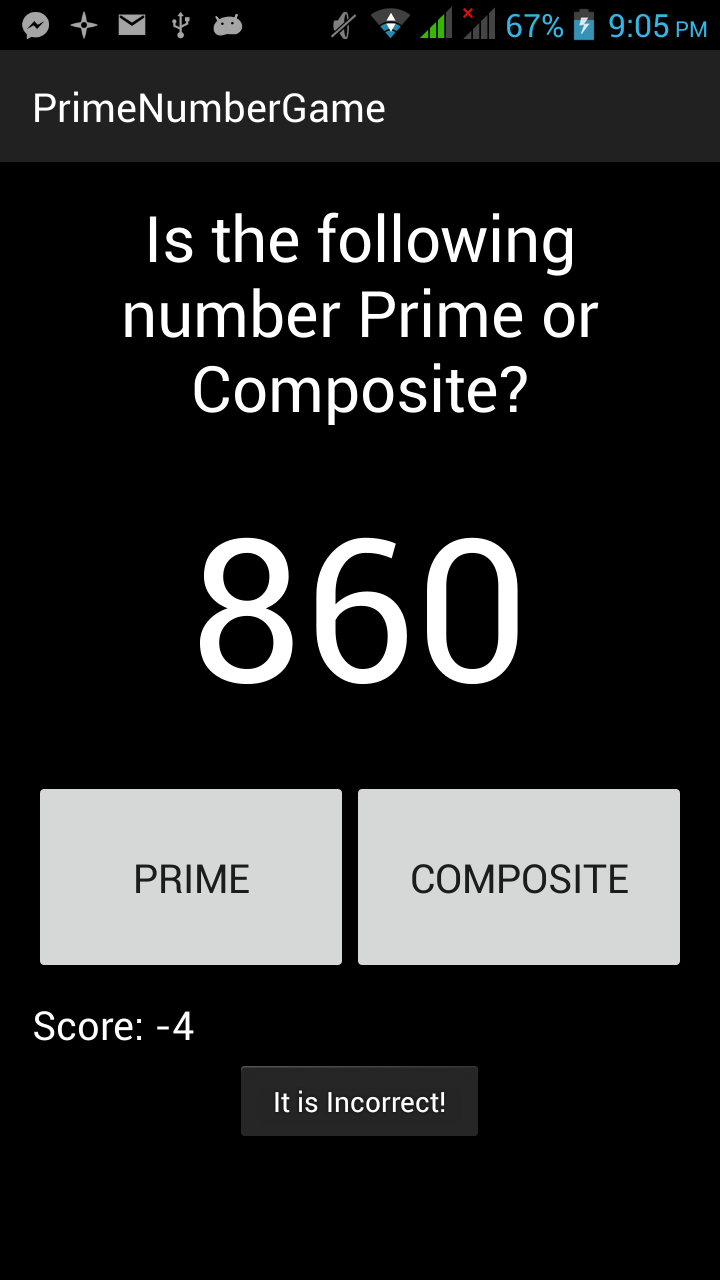 67% 9:05 PM
PrimeNumberGame
Is the following
number Prime or
Composite?
860
PRIME COMPOSITE
Score: -4
It is Incorrect!